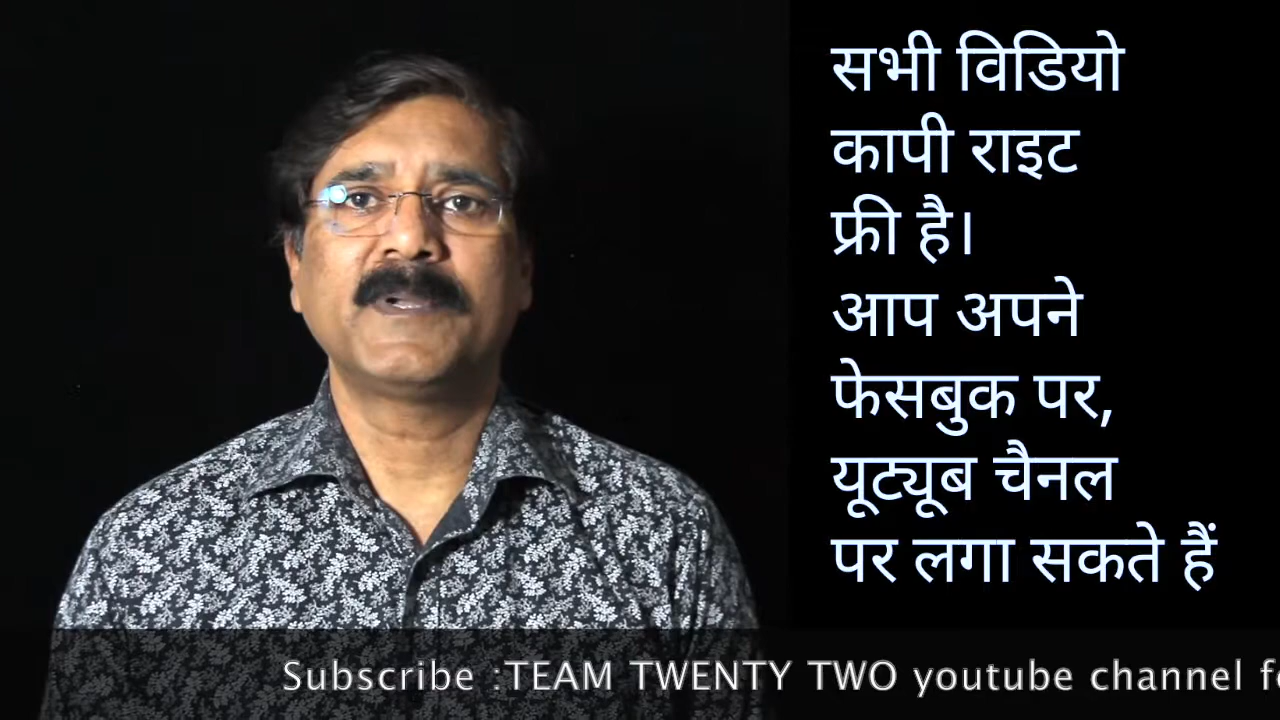 सभी विडियो
कापी राइट
फ्री है।
आप अपने
फेसबुक पर,
यूट्यूब चैनल
पर लगा सकते हैं
Subscribe :TEAM TWENTY TWO youtube channel